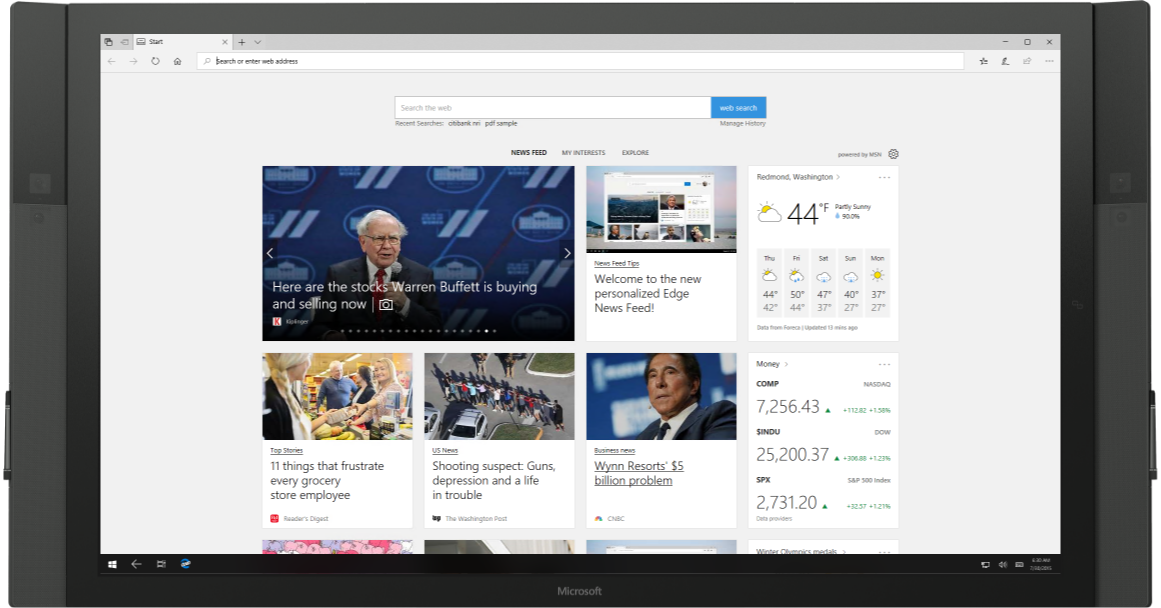 Start
Search or enter web address
Search the web
web search
Recent Searches: citibank rei pdf sample
Manage History
NEWS FEED MY INTERESTS EXPLORE
powered by MSN
Here are the stocks Warren Buffett is buying
and selling now
Kiplinger
News Feed Tips
Welcome to the new
personalized Edge
News Feed!
Redmond, Washington
44°F
Partly Sunny
90.0%
Thu Fri Sat Sun Mon
44° 50° 47° 40° 37°
42° 44° 37° 27° 27°
Data from Foreca | Updated 13 mins ago
Top Stories
11 things that frustrate
every grocery
store employee
Reader's Digest
US News
Shooting suspect: Guns,
depression and a life
in trouble
The Washington Post
Business news
Wynn Resorts' $5
billion problem
CNBC
Money
COMP NASDAQ
7,256.43 +112.82 +1.58%
$INDU DOW
25,200.37 +306.88 +1.23%
SPX S&P 500 Index
2,731.20 +32.57 +1.21%
Data providers
Winter Olympics medals
7/30/2015
Microsoft